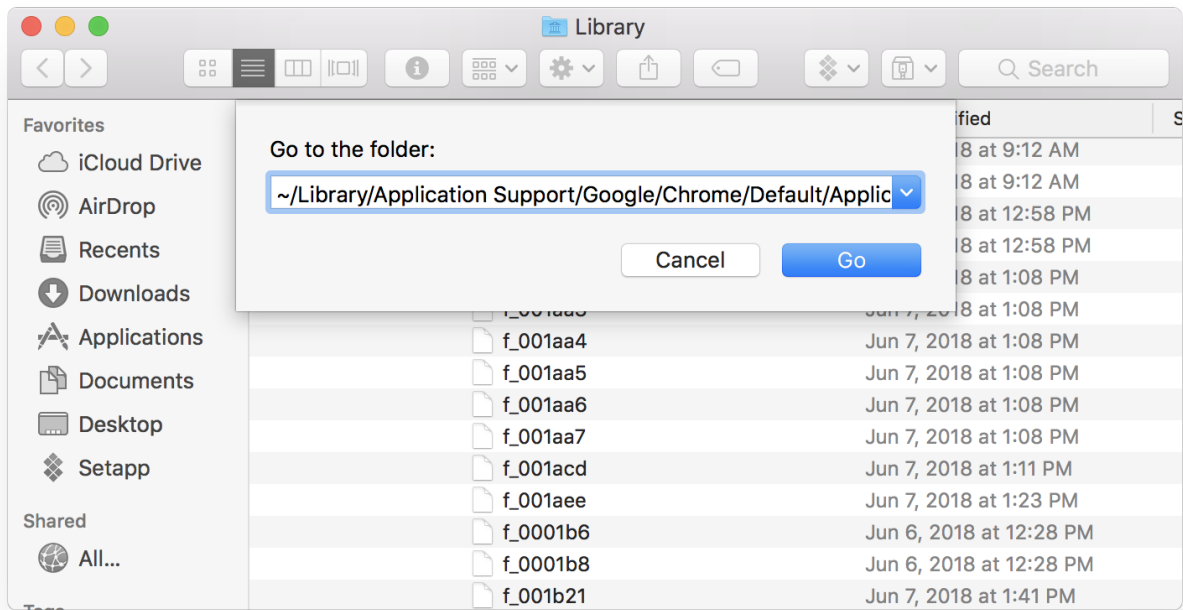 Library
Search
Favorites
iCloud Drive
AirDrop
Recents
Downloads
Applications
Documents
Desktop
Setapp
Shared
All...
Go to the folder:
~/Library/Application Support/Google/Chrome/Default/Applic
Cancel
Go
ified
S
18 at 9:12 AM
18 at 9:12 AM
18 at 12:58 PM
18 at 12:58 PM
18 at 1:08 PM
Jun 7, 2018 at 1:08 PM
f_001aa4 Jun 7, 2018 at 1:08 PM
f_001aa5 Jun 7, 2018 at 1:08 PM
f_001aa6 Jun 7, 2018 at 1:08 PM
f_001aa7 Jun 7, 2018 at 1:08 PM
f_001acd Jun 7, 2018 at 1:11 PM
f_001aee Jun 7, 2018 at 1:23 PM
f_0001b6 Jun 6, 2018 at 12:28 PM
f_0001b8 Jun 6, 2018 at 12:28 PM
f_001b21 Jun 7, 2018 at 1:41 PM